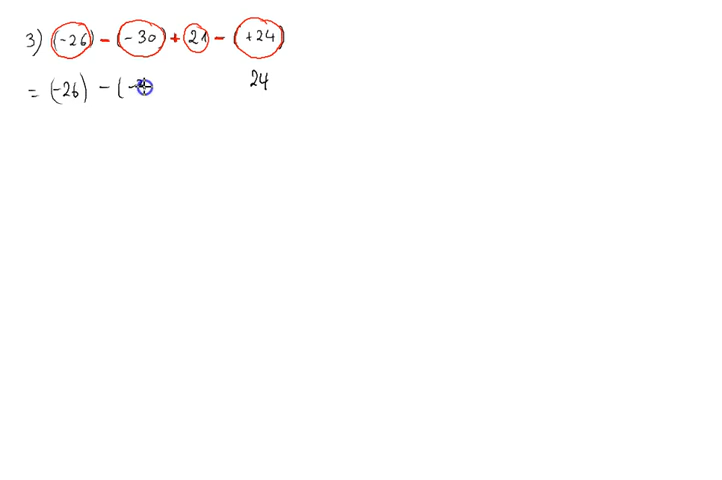 3) (-26) - (-30) + 21 - (+24)
= (-26) - (- 24